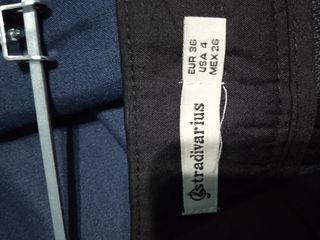 EUR 36
USA 4
MEX 26
stradivarius